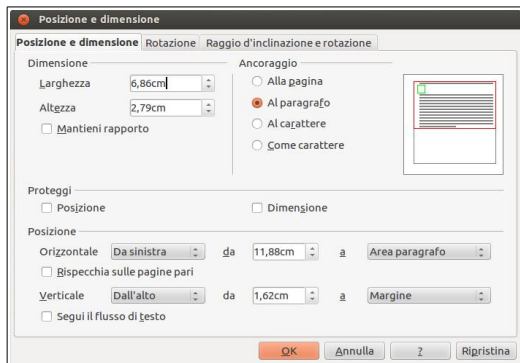 Posizione e dimensione
Posizione e dimensione Rotazione Raggio d'inclinazione e rotazione
Dimensione
Larghezza 6,86cm
Altezza 2,79cm
Mantieni rapporto
Ancoraggio
Alla pagina
Al paragrafo
Al carattere
Come carattere
Proteggi
Posizione Dimensione
Posizione
Orizzontale Da sinistra da 11,88cm a Area paragrafo
Rispecchia sulle pagine pari
Verticale Dall'alto da 1,62cm a Margine
Segui il flusso di testo
OK Annulla ? Ripristina